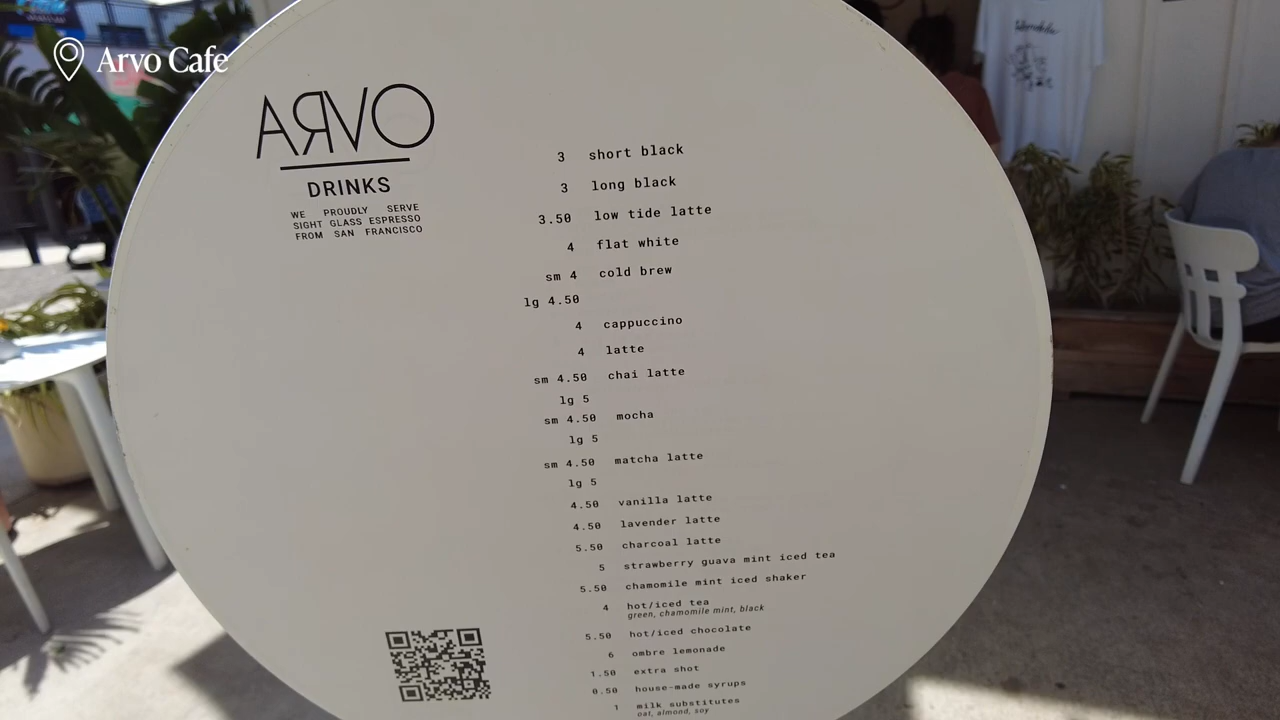 Arvo Cafe
ARVO
DRINKS
WE PROUDLY SERVE
SIGHT GLASS ESPRESSO
FROM SAN FRANCISCO
3 short black
3 long black
3.50 low tide latte
4 flat white
sm 4 cold brew
lg 4.50
4 cappuccino
4 latte
sm 4.50 chai latte
lg 5
sm 4.50 mocha
lg 5
sm 4.50 matcha latte
lg 5
4.50 vanilla latte
4.50 lavender latte
5.50 charcoal latte
5 strawberry guava mint iced tea
5.50 chamomile mint iced shaker
4 hot/iced tea
green, chamomile mint, black
5.50 hot/iced chocolate
6 ombre lemonade
1.50 extra shot
0.50 house-made syrups
1 milk substitutes
oat, almond, soy